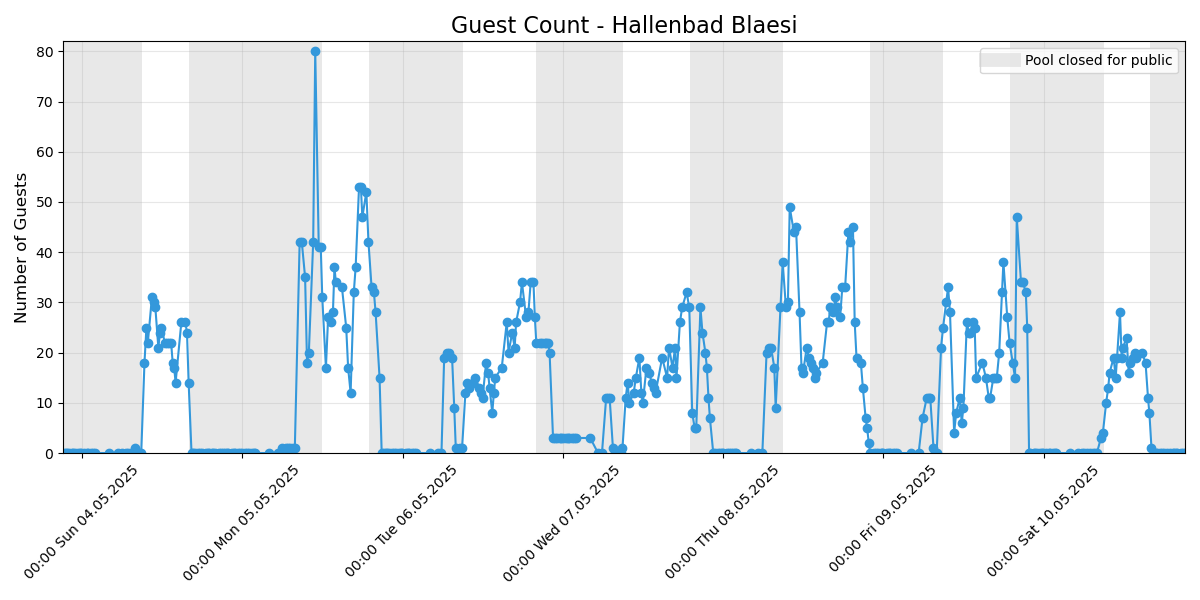 Guest Count - Hallenbad Blaesi
Pool closed for public
Number of Guests
80
70
60
50
40
30
20
10
0
00:00 Sun 04.05.2025
00:00 Mon 05.05.2025
00:00 Tue 06.05.2025
00:00 Wed 07.05.2025
00:00 Thu 08.05.2025
00:00 Fri 09.05.2025
00:00 Sat 10.05.2025